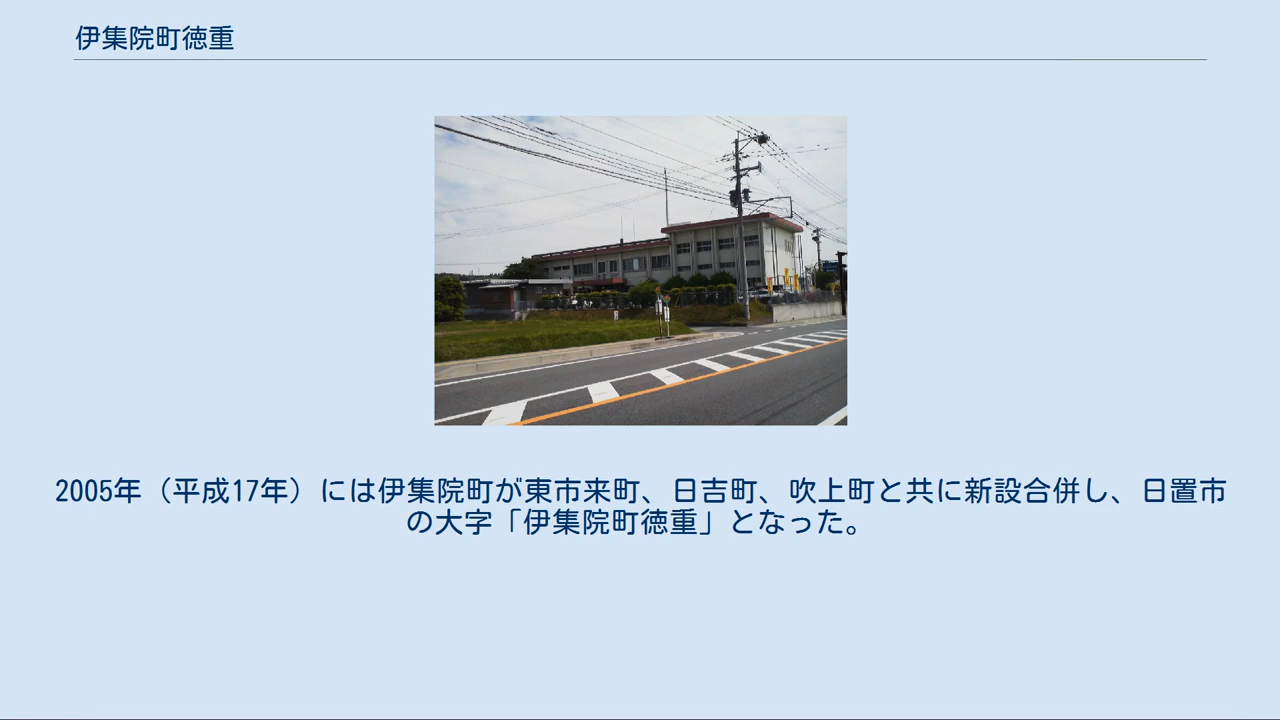 伊集院町徳重
2005年（平成17年）には伊集院町が東市来町、日吉町、吹上町と共に新設合併し、日置市
の大字「伊集院町徳重」となった。